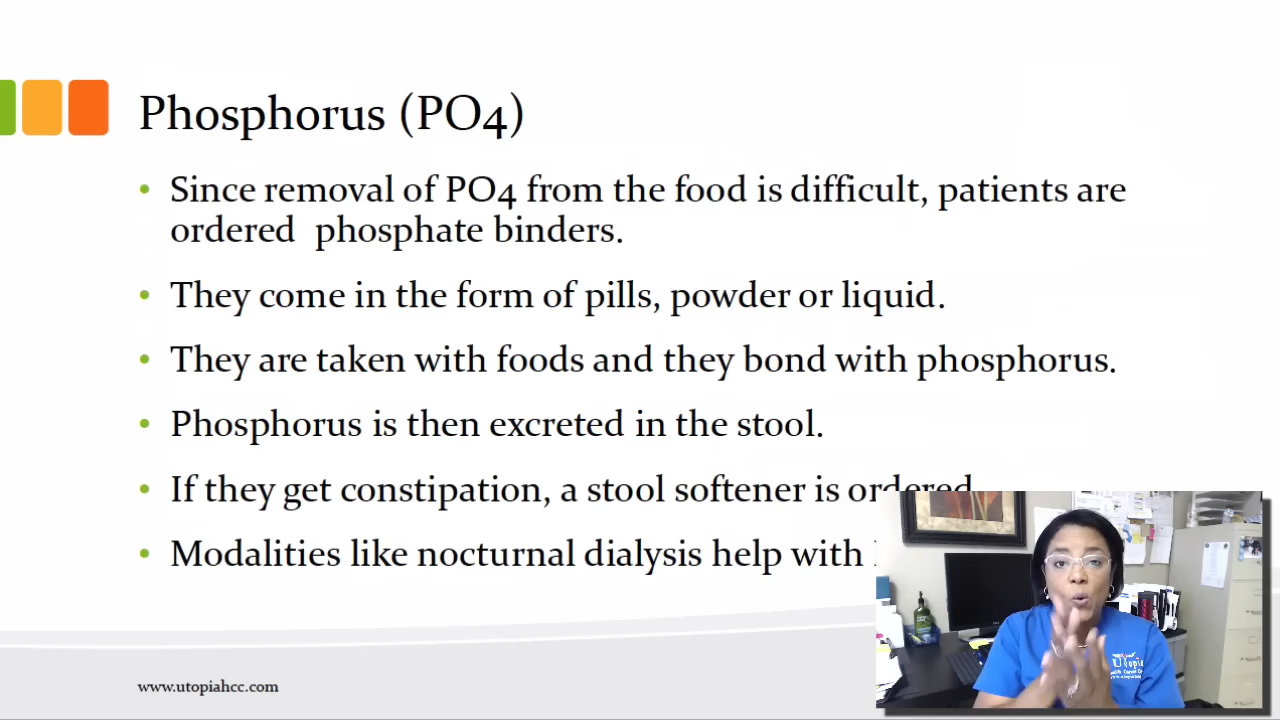 Phosphorus (PO4)
• Since removal of PO4 from the food is difficult, patients are
ordered  phosphate binders.
• They come in the form of pills, powder or liquid.
• They are taken with foods and they bond with phosphorus.
• Phosphorus is then excreted in the stool.
• If they get constipation, a stool softener is ordered
• Modalities like nocturnal dialysis help with
Utopia
www.utopiahcc.com